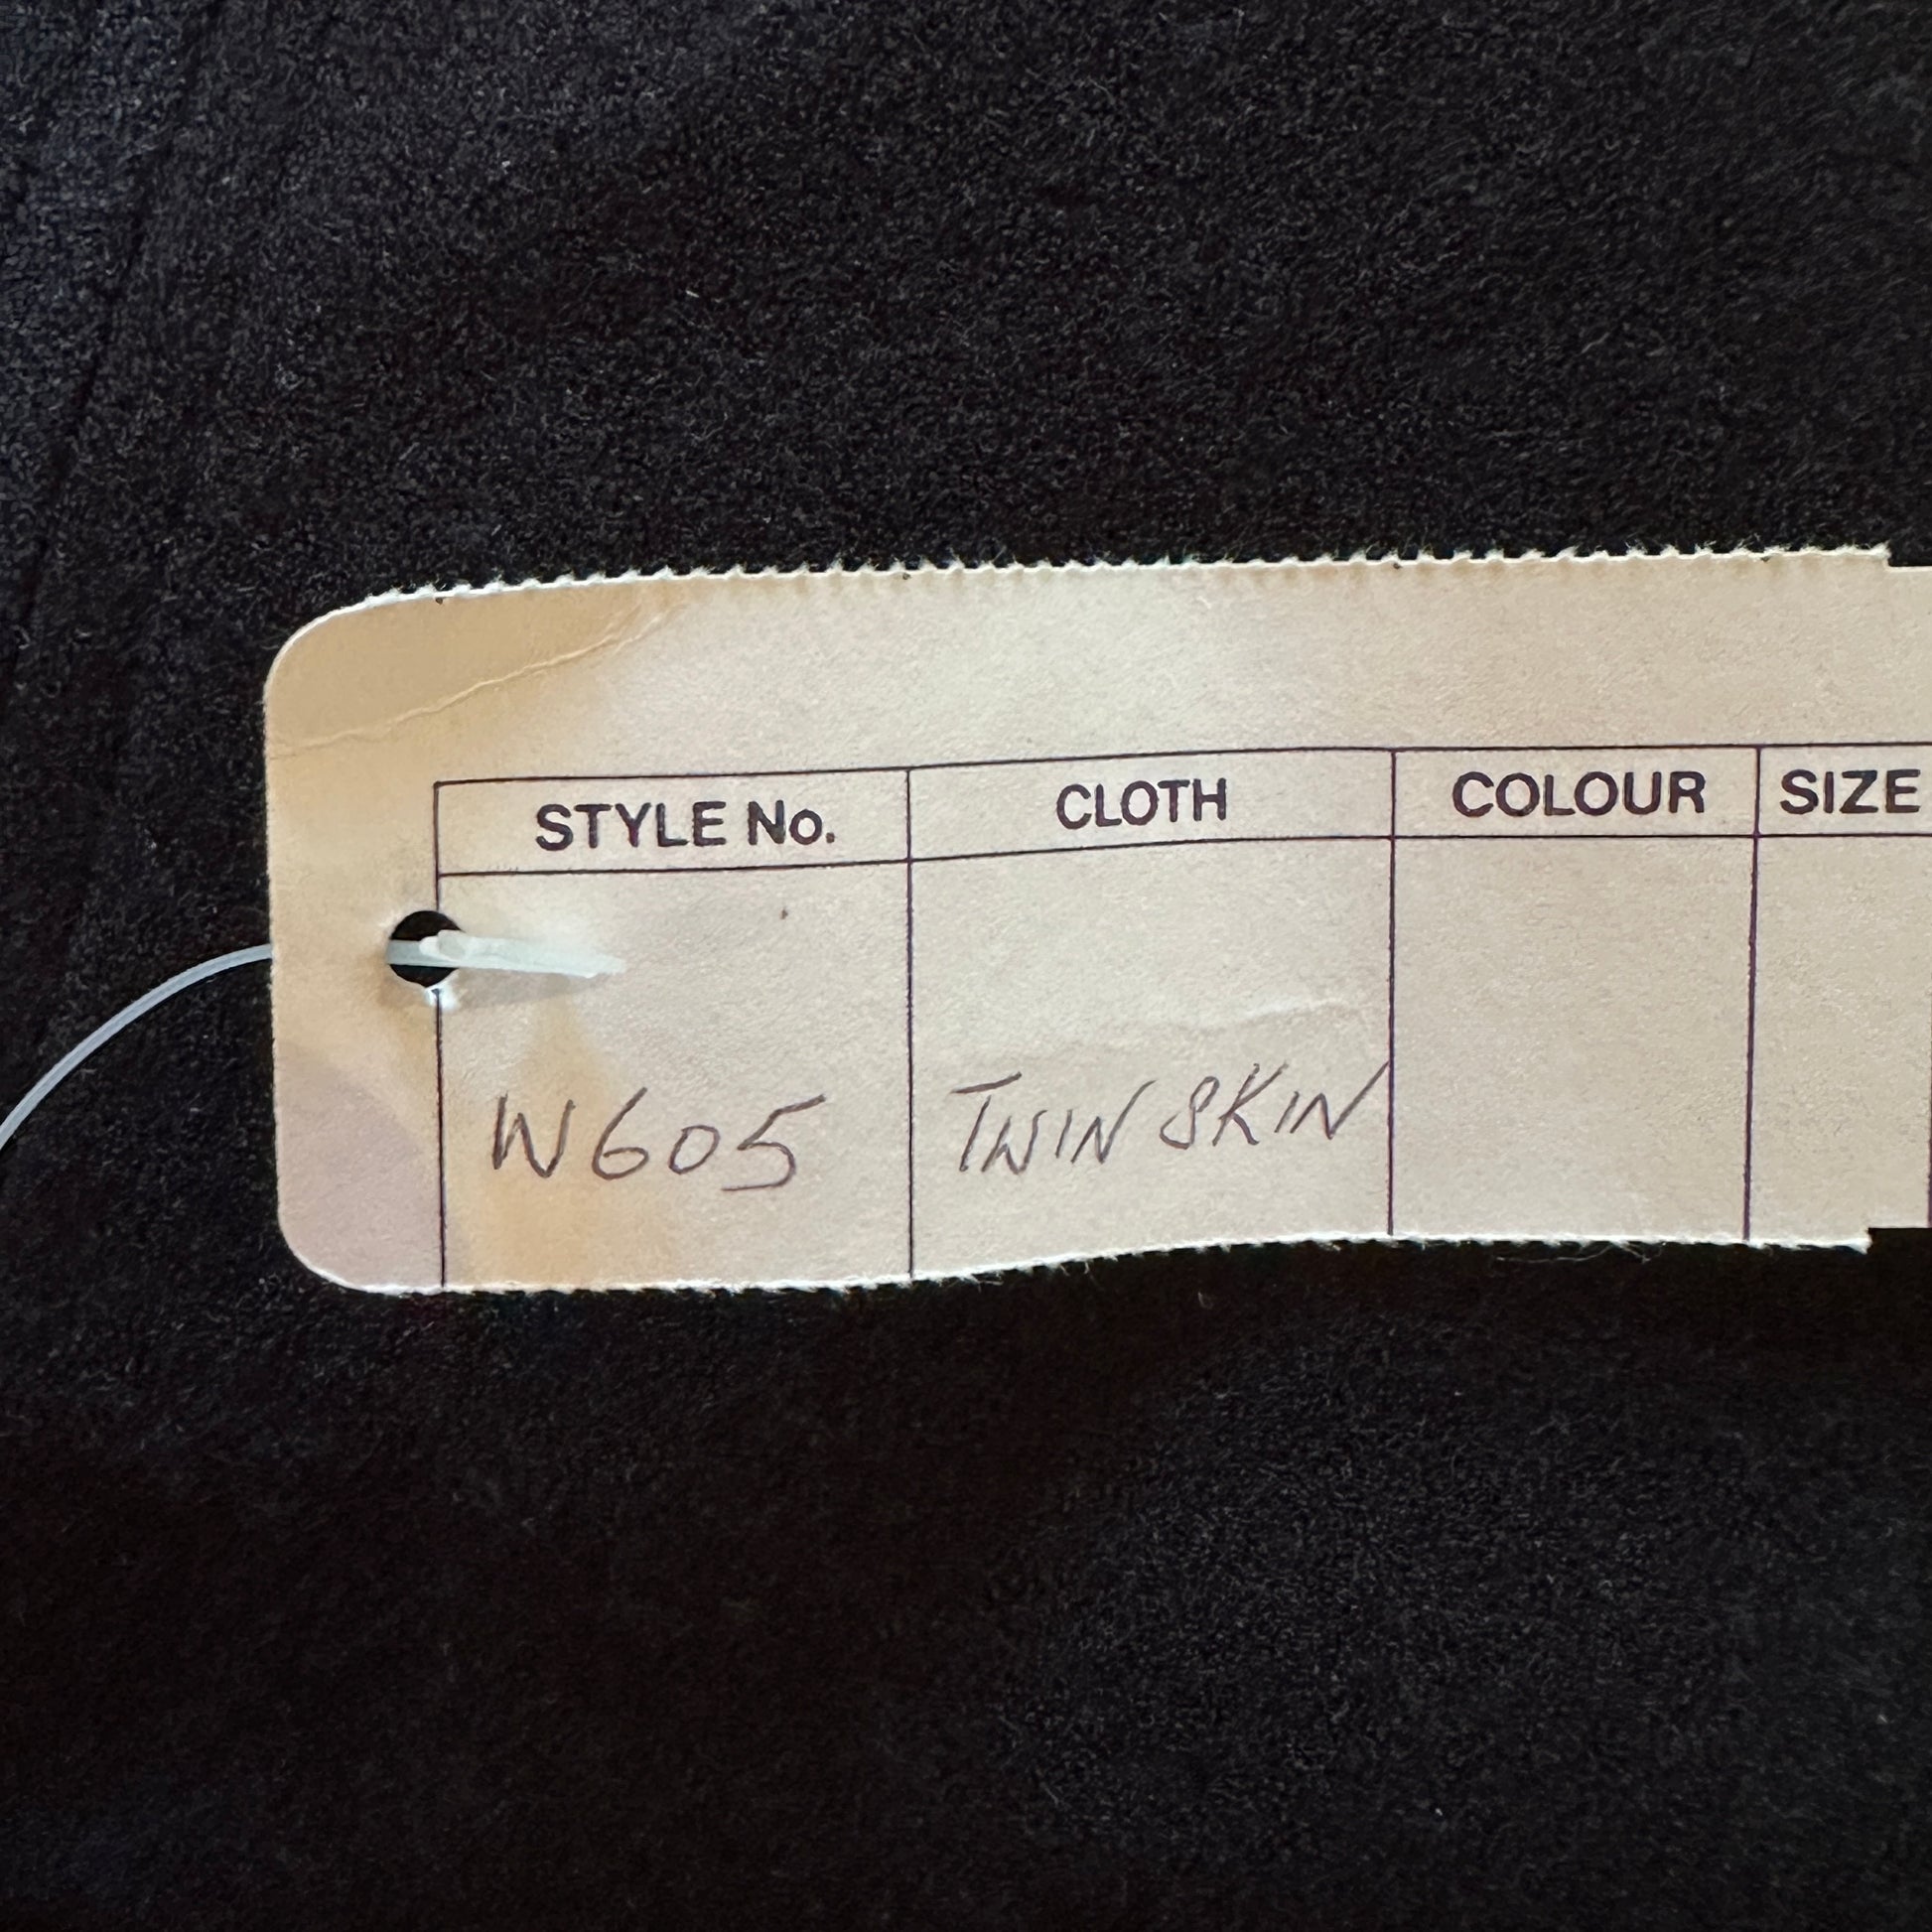 STYLE No. CLOTH COLOUR SIZE
W605 TWIN SKIN